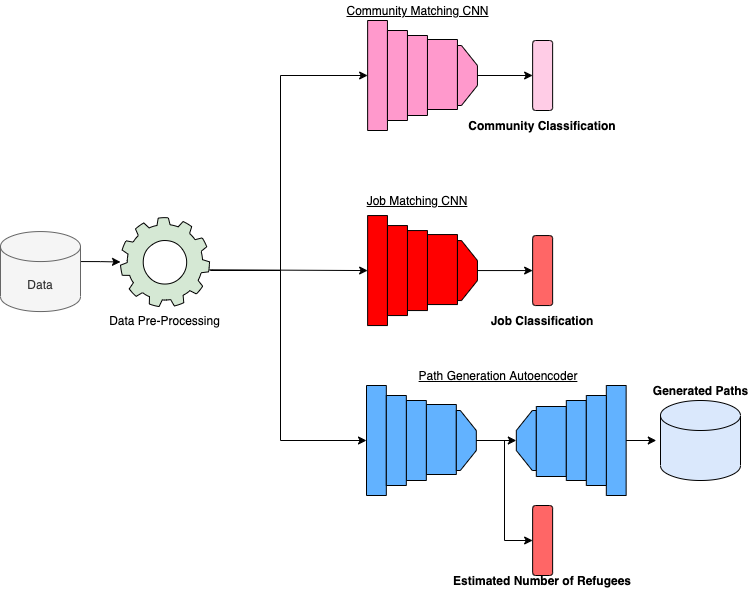 Community Matching CNN
Community Classification
Job Matching CNN
Data
Data Pre-Processing
Job Classification
Path Generation Autoencoder
Generated Paths
Estimated Number of Refugees